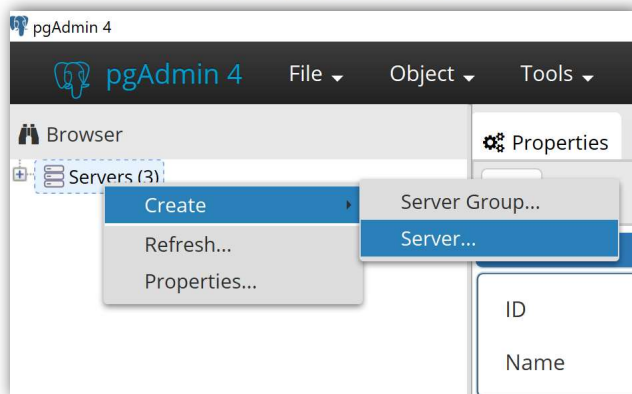 pgAdmin 4
pgAdmin 4 File Object Tools
Browser
Properties
Servers (3)
Create
Refresh...
Properties...
Server Group...
Server...
ID
Name